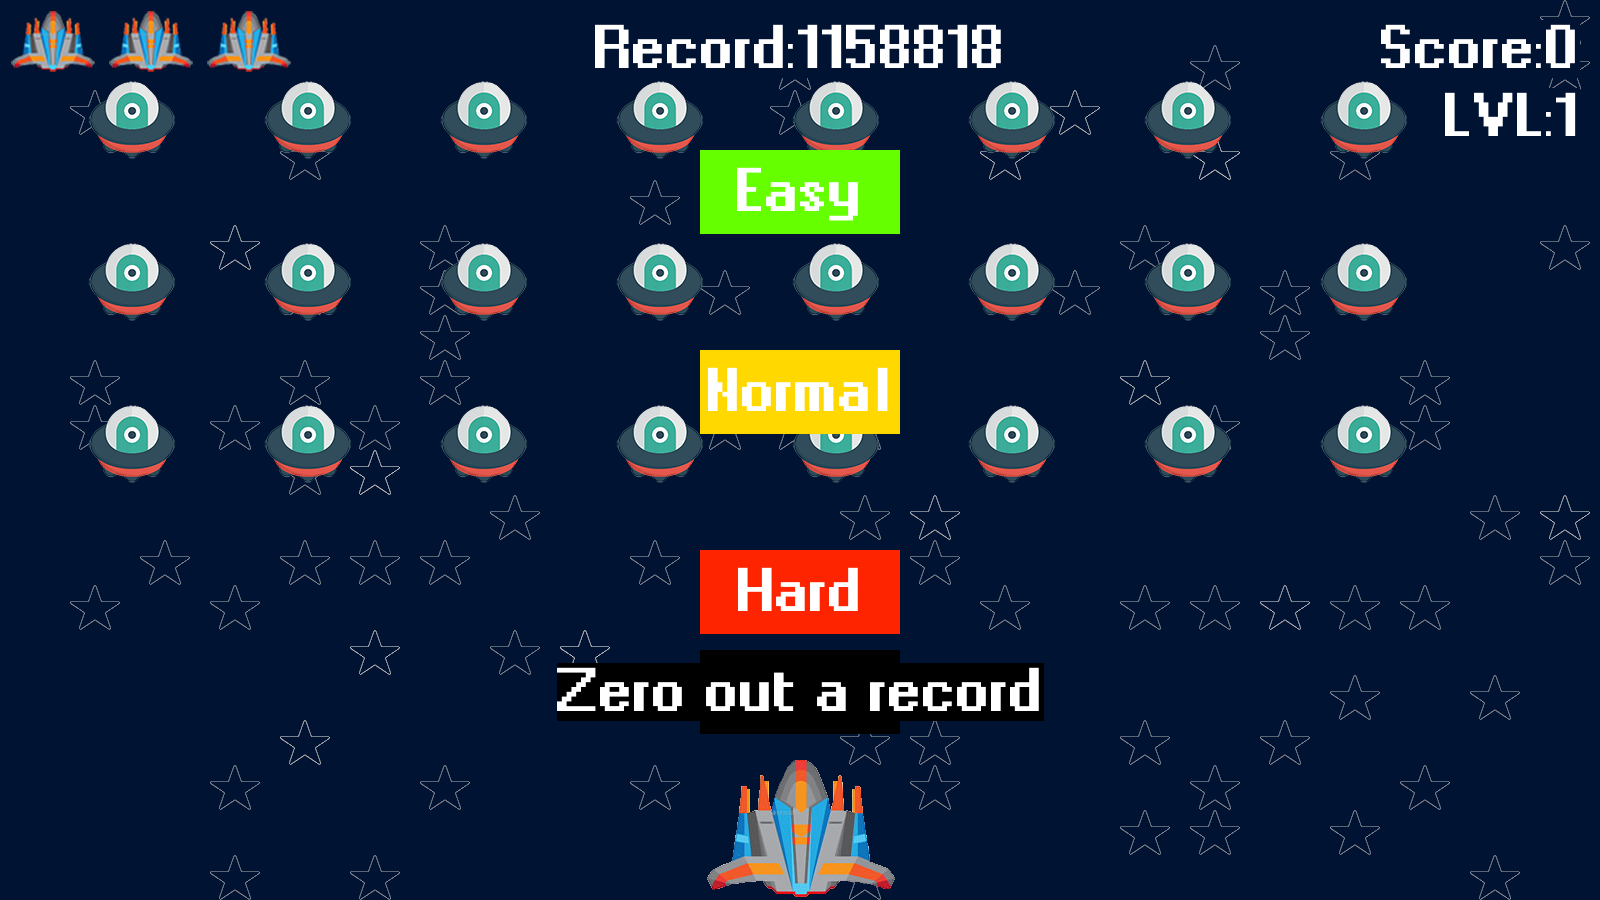 Record:1158818
Score:0
LVL:1
Easy
Normal
Hard
Zero out a record